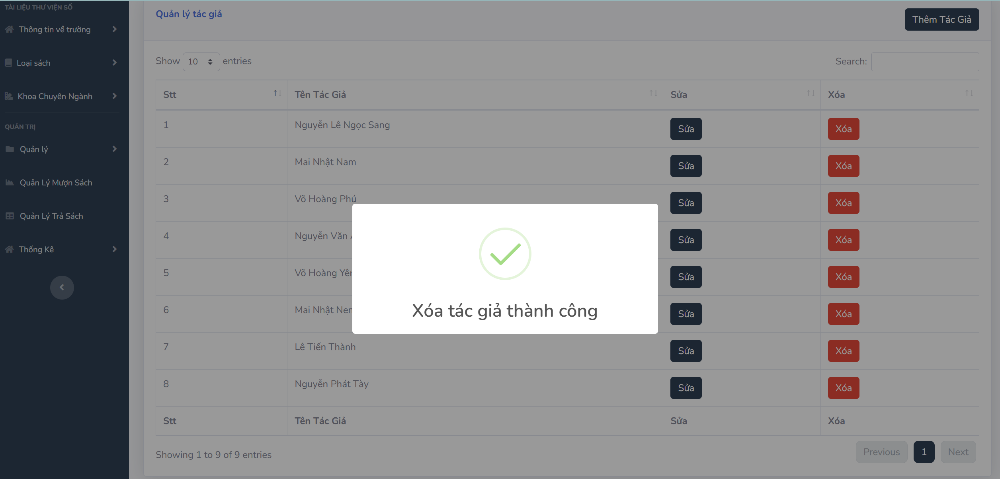 TÀI LIỆU THƯ VIỆN SỐ
Thông tin về trường
Loại sách
Khoa Chuyên Ngành
QUẢN TRỊ
Quản lý
Quản Lý Mượn Sách
Quản Lý Trả Sách
Thống Kê
Quản lý tác giả
Thêm Tác Giả
Show 10 entries
Search:
Stt Tên Tác Giả Sửa Xóa
1 Nguyễn Lê Ngọc Sang Sửa Xóa
2 Mai Nhật Nam Sửa Xóa
3 Võ Hoàng Phú Sửa Xóa
4 Nguyễn Văn Sửa Xóa
5 Võ Hoàng Sửa Xóa
6 Mai Nhật Sửa Xóa
Xóa tác giả thành công
7 Lê Tiến Thành Sửa Xóa
8 Nguyễn Phát Tày Sửa Xóa
Stt Tên Tác Giả Sửa Xóa
Showing 1 to 9 of 9 entries
Previous 1 Next